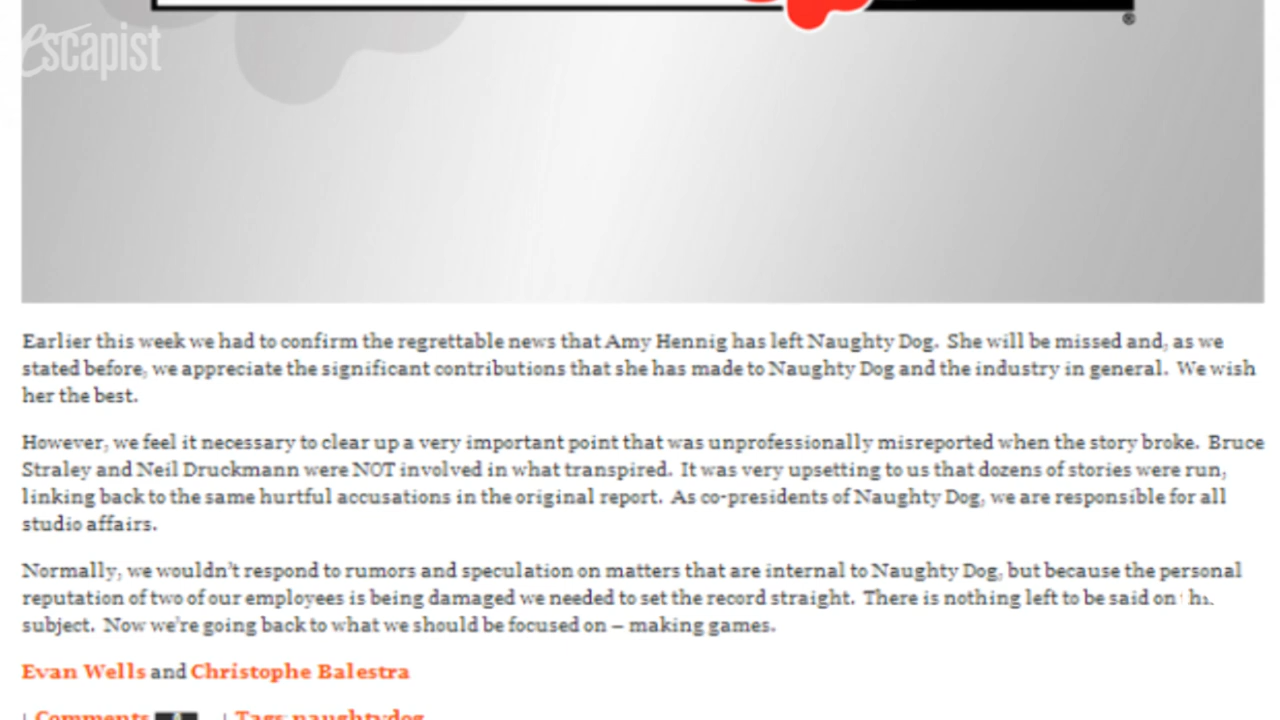 escapist
®
Earlier this week we had to confirm the regrettable news that Amy Hennig has left Naughty Dog. She will be missed and, as we
stated before, we appreciate the significant contributions that she has made to Naughty Dog and the industry in general. We wish
her the best.
However, we feel it necessary to clear up a very important point that was unprofessionally misreported when the story broke. Bruce
Straley and Neil Druckmann were NOT involved in what transpired. It was very upsetting to us that dozens of stories were run,
linking back to the same hurtful accusations in the original report. As co-presidents of Naughty Dog, we are responsible for all
studio affairs.
Normally, we wouldn't respond to rumors and speculation on matters that are internal to Naughty Dog, but because the personal
reputation of two of our employees is being damaged we needed to set the record straight. There is nothing left to be said on
subject. Now we're going back to what we should be focused on – making games.
Evan Wells and Christophe Balestra
| Comments | Tags: naughtydog